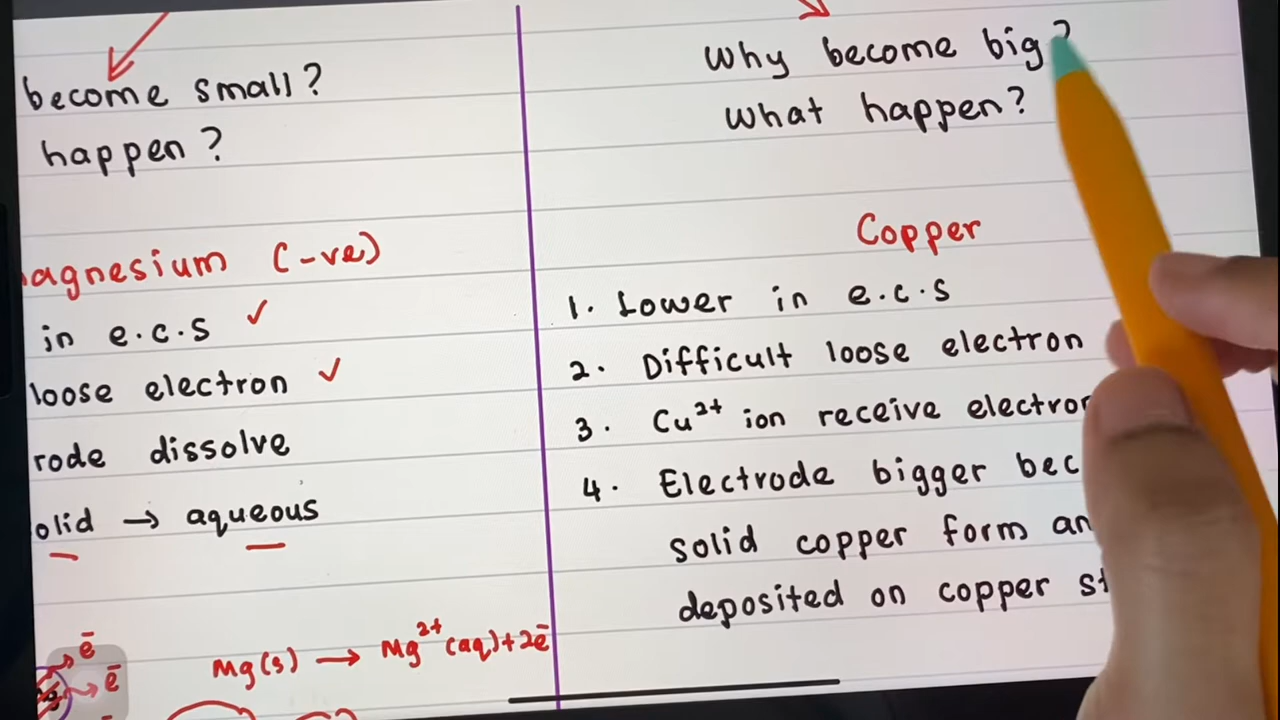 become small?
happen?
agnesium (-ve)
in e.c.s ✓
loose electron ✓
rode dissolve
olid → aqueous
ē
ē
Mg(s) → Mg²⁺(aq)+2ē
Why become big?
What happen?
Copper
1. Lower in e.c.s
2. Difficult loose electron
3. Cu²⁺ ion receive electron
4. Electrode bigger bec
solid copper form an
deposited on copper st